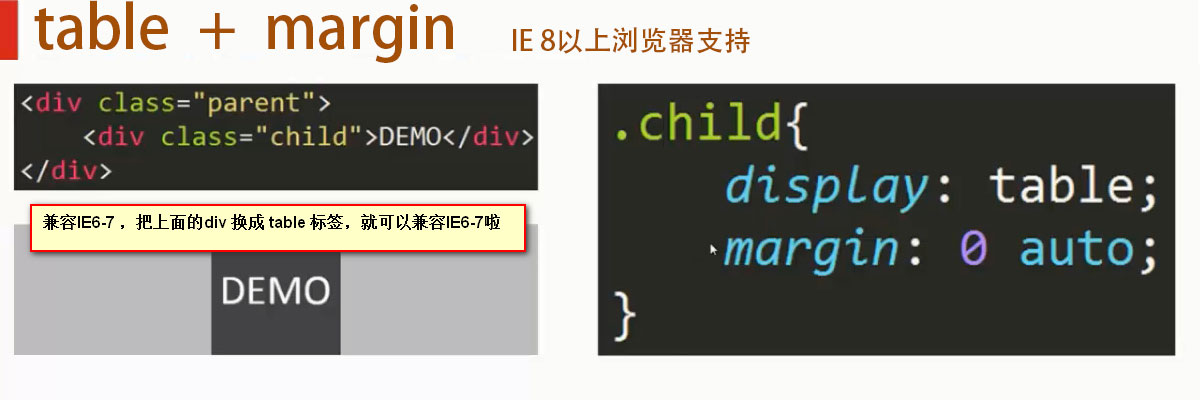 table + margin IE 8以上浏览器支持
<div class="parent">
    <div class="child">DEMO</div>
</div>
兼容IE6-7 ，把上面的div 换成 table 标签，就可以兼容IE6-7啦
DEMO
.child{
    display: table;
    margin: 0 auto;
}